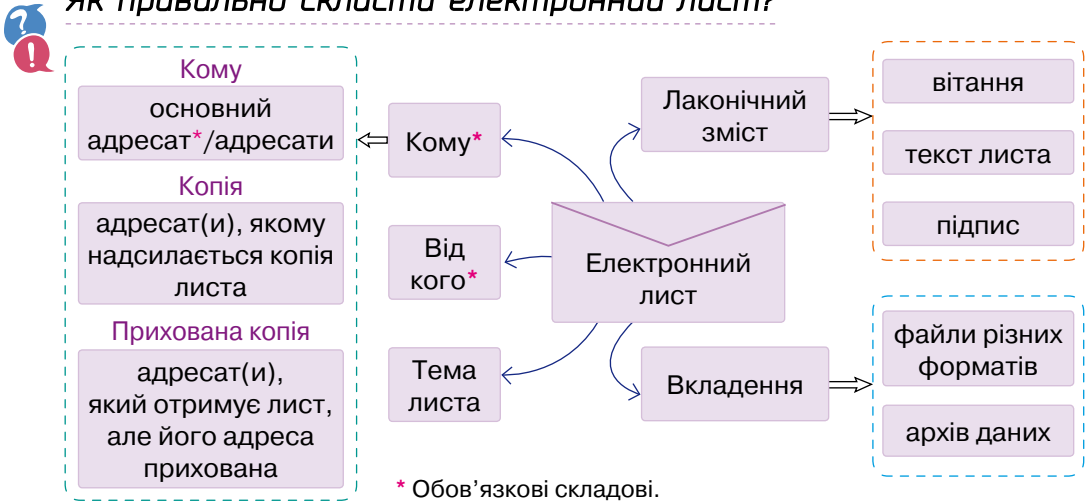 Як правильно скласти електронний лист?
Кому
основний
адресат*/адресати
Копія
адресат(и), якому
надсилається копія
листа
Прихована копія
адресат(и),
який отримує лист,
але його адреса
прихована
Кому*
Від
кого*
Тема
листа
Електронний
лист
Лаконічний
зміст
Вкладення
вітання
текст листа
підпис
файли різних
форматів
архів даних
* Обов’язкові складові.